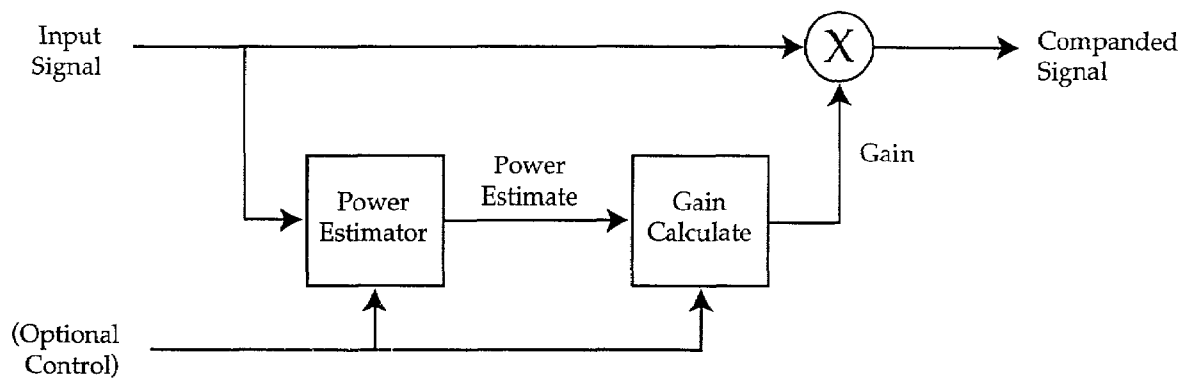 Input
Signal
X
Companded
Signal
Gain
Power
Estimate
Power
Estimator
Gain
Calculate
(Optional
Control)